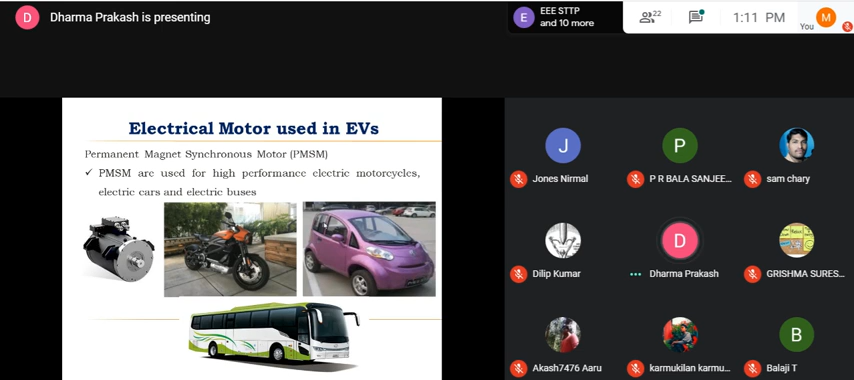 D Dharma Prakash is presenting
E EEE STTP
and 10 more
22
1:11 PM
You
M
Electrical Motor used in EVs
Permanent Magnet Synchronous Motor (PMSM)
✓ PMSM are used for high performance electric motorcycles,
electric cars and electric buses
J
P
Jones Nirmal
P R BALA SANJEE...
sam chary
D
Dilip Kumar
Dharma Prakash
GRISHMA SURES...
B
Akash7476 Aaru
karmukilan karmu...
Balaji T